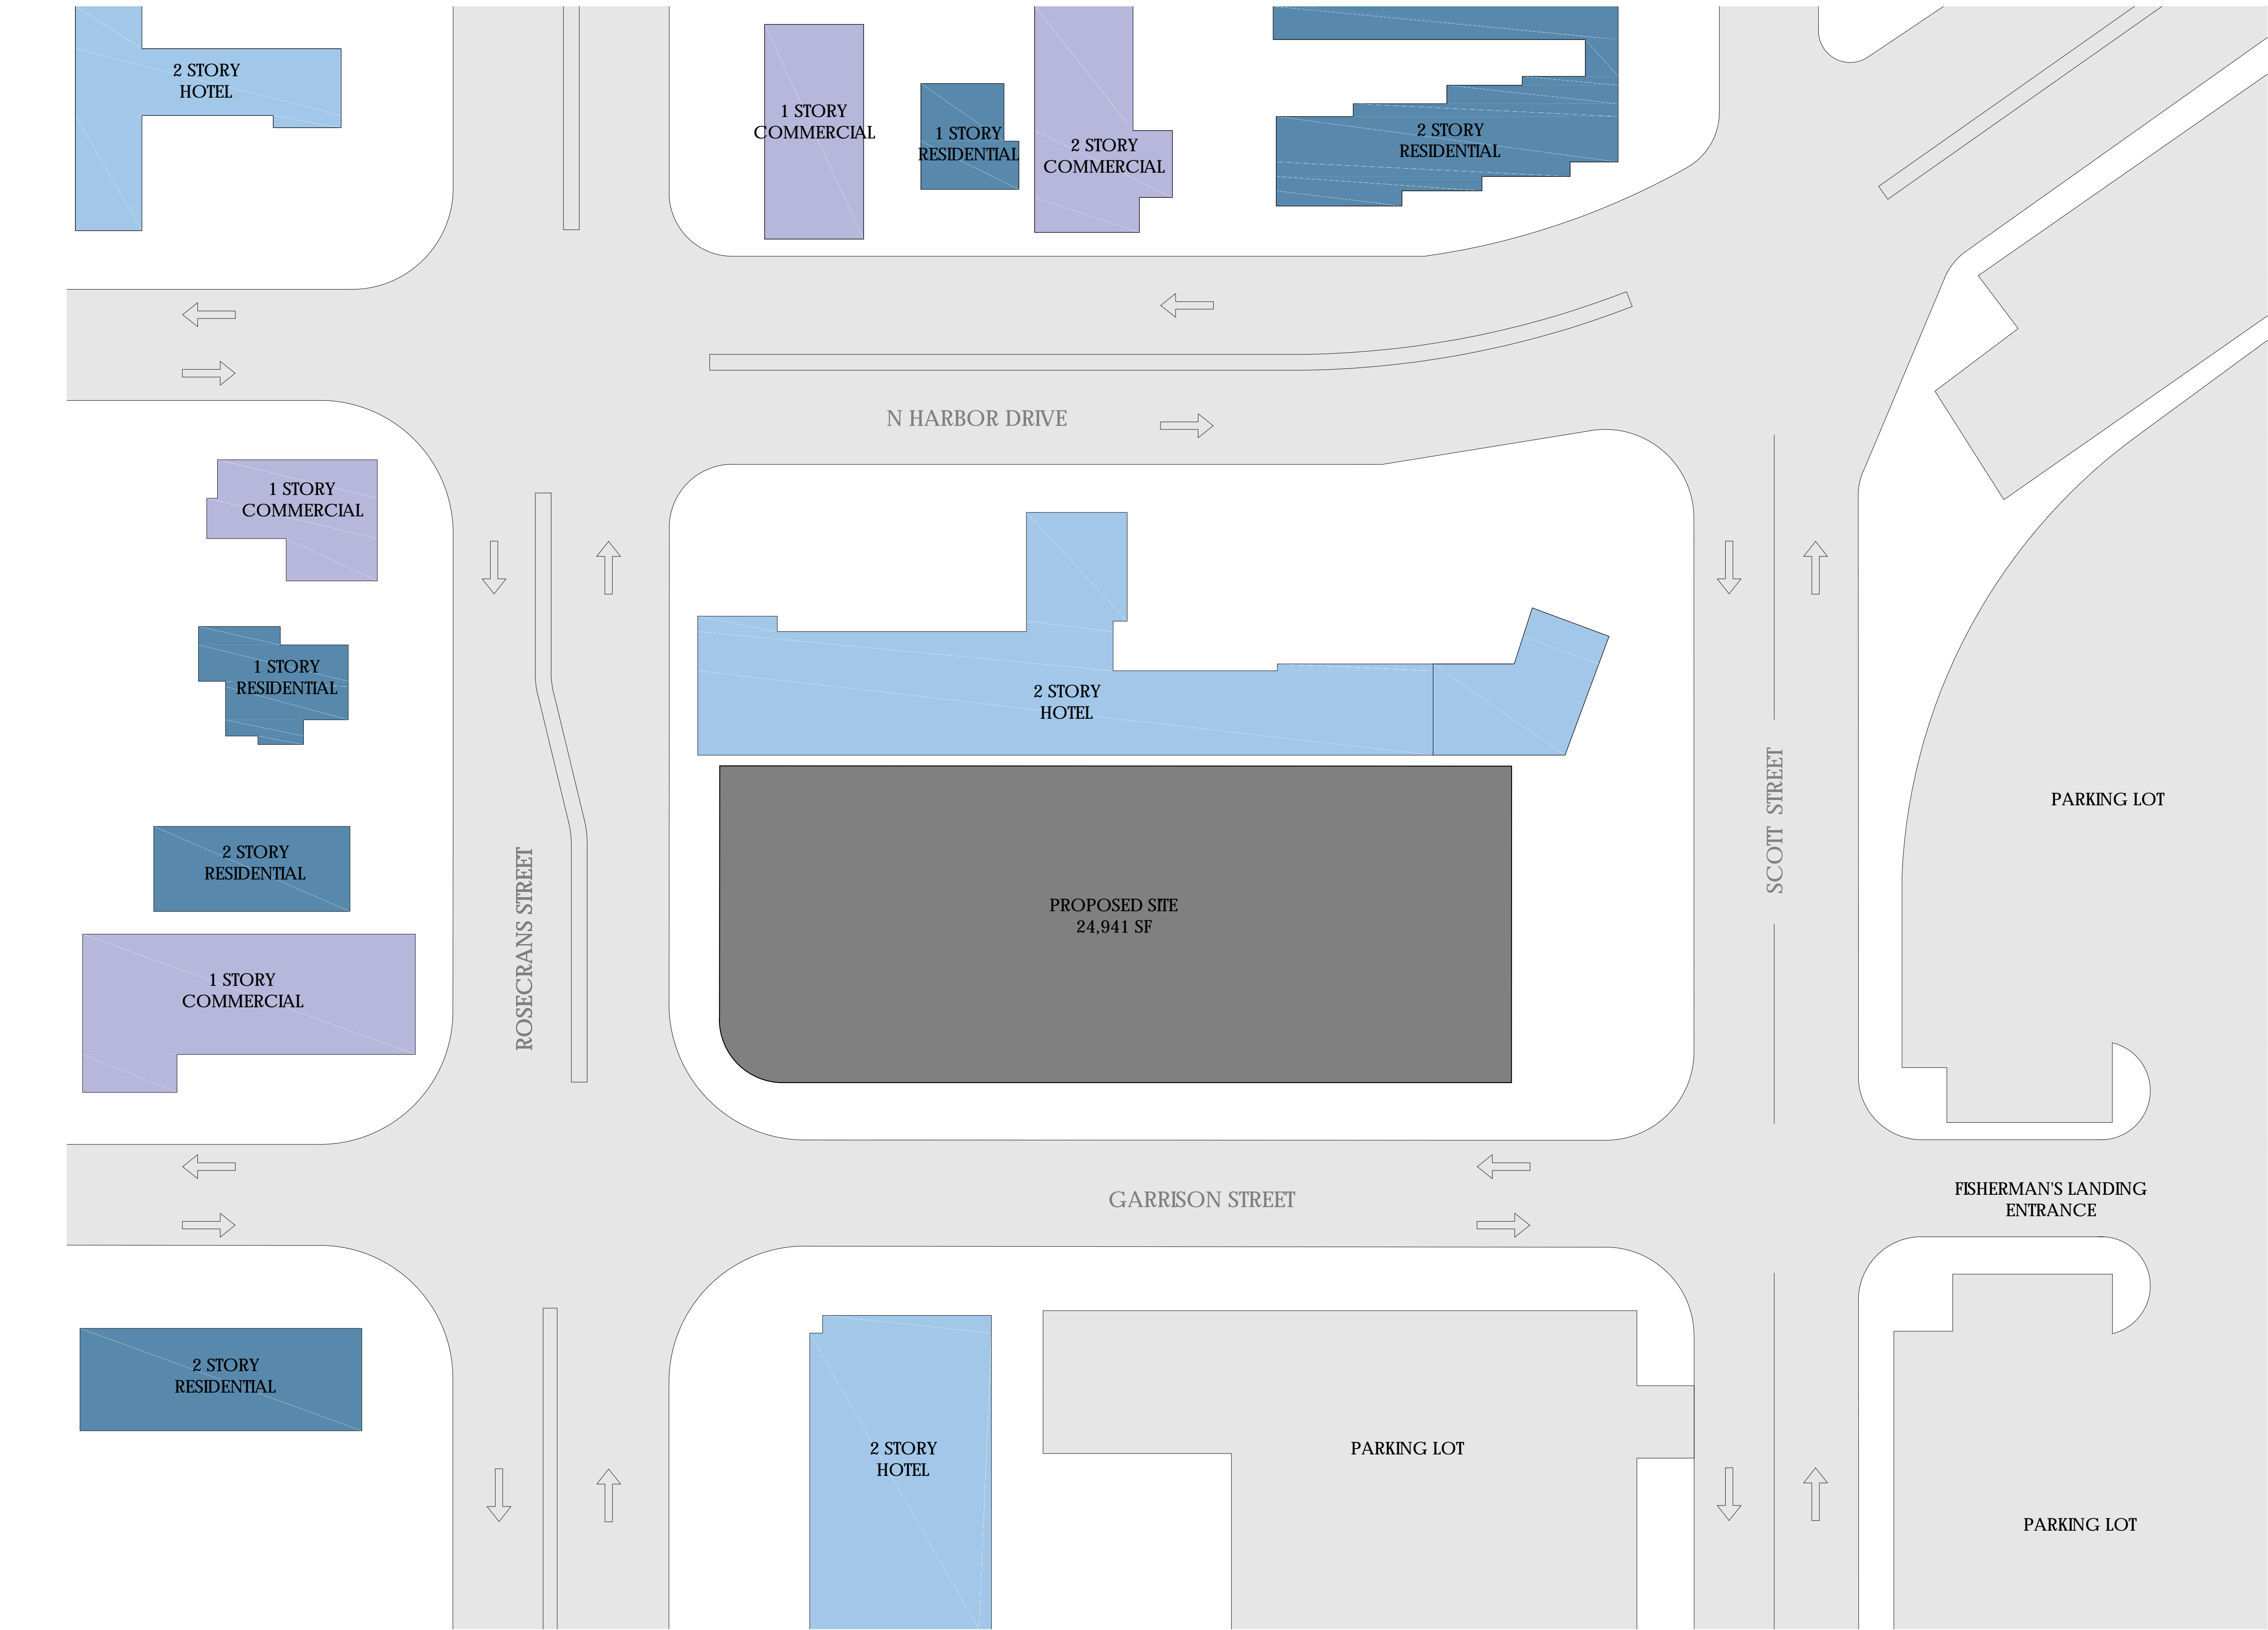 2 STORY
HOTEL
1 STORY
COMMERCIAL
1 STORY
RESIDENTIAL
2 STORY
COMMERCIAL
2 STORY
RESIDENTIAL
N HARBOR DRIVE
1 STORY
COMMERCIAL
1 STORY
RESIDENTIAL
2 STORY
HOTEL
2 STORY
RESIDENTIAL
ROSECRANS STREET
PROPOSED SITE
24,941 SF
SCOTT STREET
PARKING LOT
1 STORY
COMMERCIAL
GARRISON STREET
FISHERMAN'S LANDING
ENTRANCE
2 STORY
RESIDENTIAL
2 STORY
HOTEL
PARKING LOT
PARKING LOT